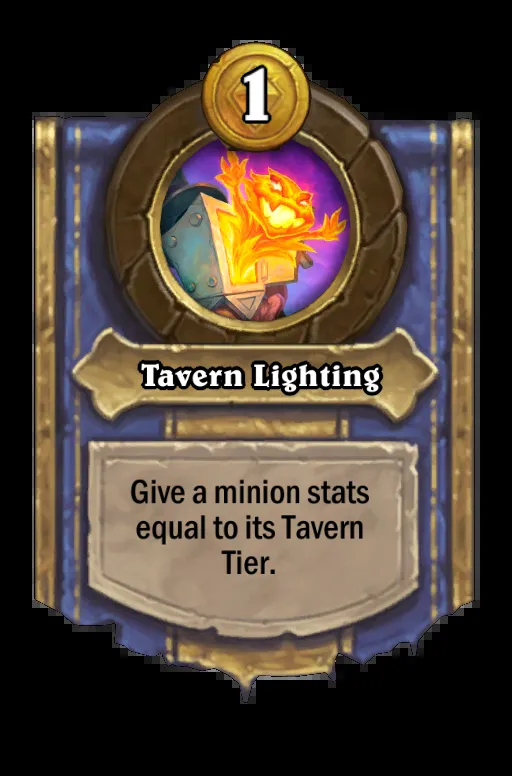 1
Tavern Lighting
Give a minion stats
equal to its Tavern
Tier.